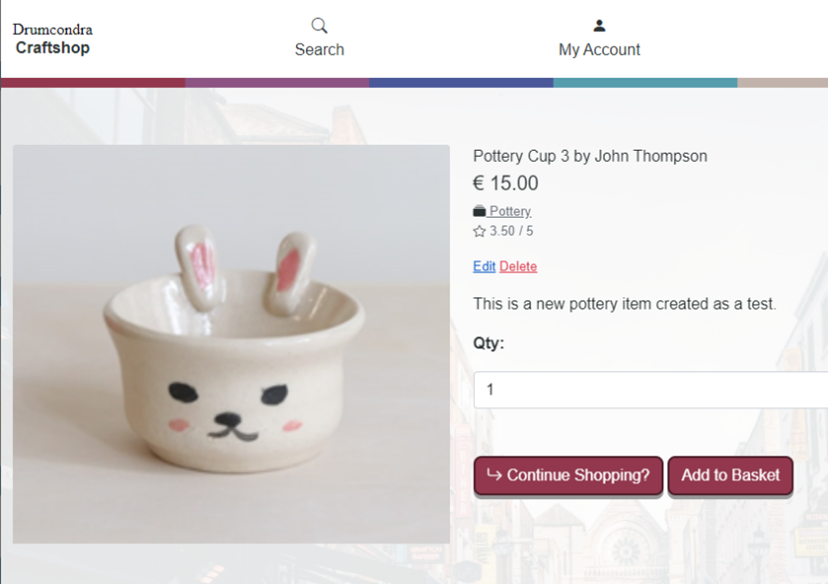 Drumcondra
Craftshop
Search
My Account
Pottery Cup 3 by John Thompson
€ 15.00
Pottery
3.50 / 5
Edit Delete
This is a new pottery item created as a test.
Qty:
1
Continue Shopping?
Add to Basket